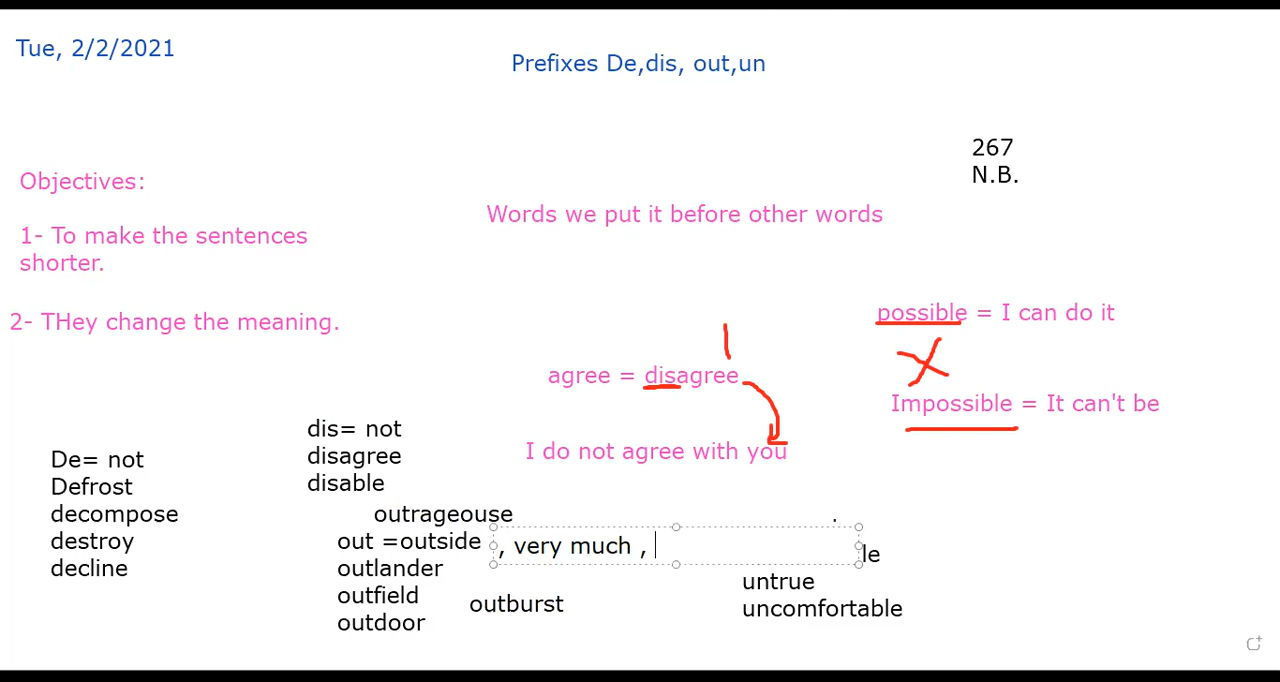 Tue, 2/2/2021
Prefixes De,dis, out,un
267
N.B.
Objectives:
Words we put it before other words
1- To make the sentences
shorter.
2- THey change the meaning.
possible = I can do it
agree = disagree
Impossible = It can't be
I do not agree with you
De= not
Defrost
decompose
destroy
decline
dis= not
disagree
disable
outrageouse
out =outside , very much ,
outlander
outfield
outdoor
outburst
le
untrue
uncomfortable